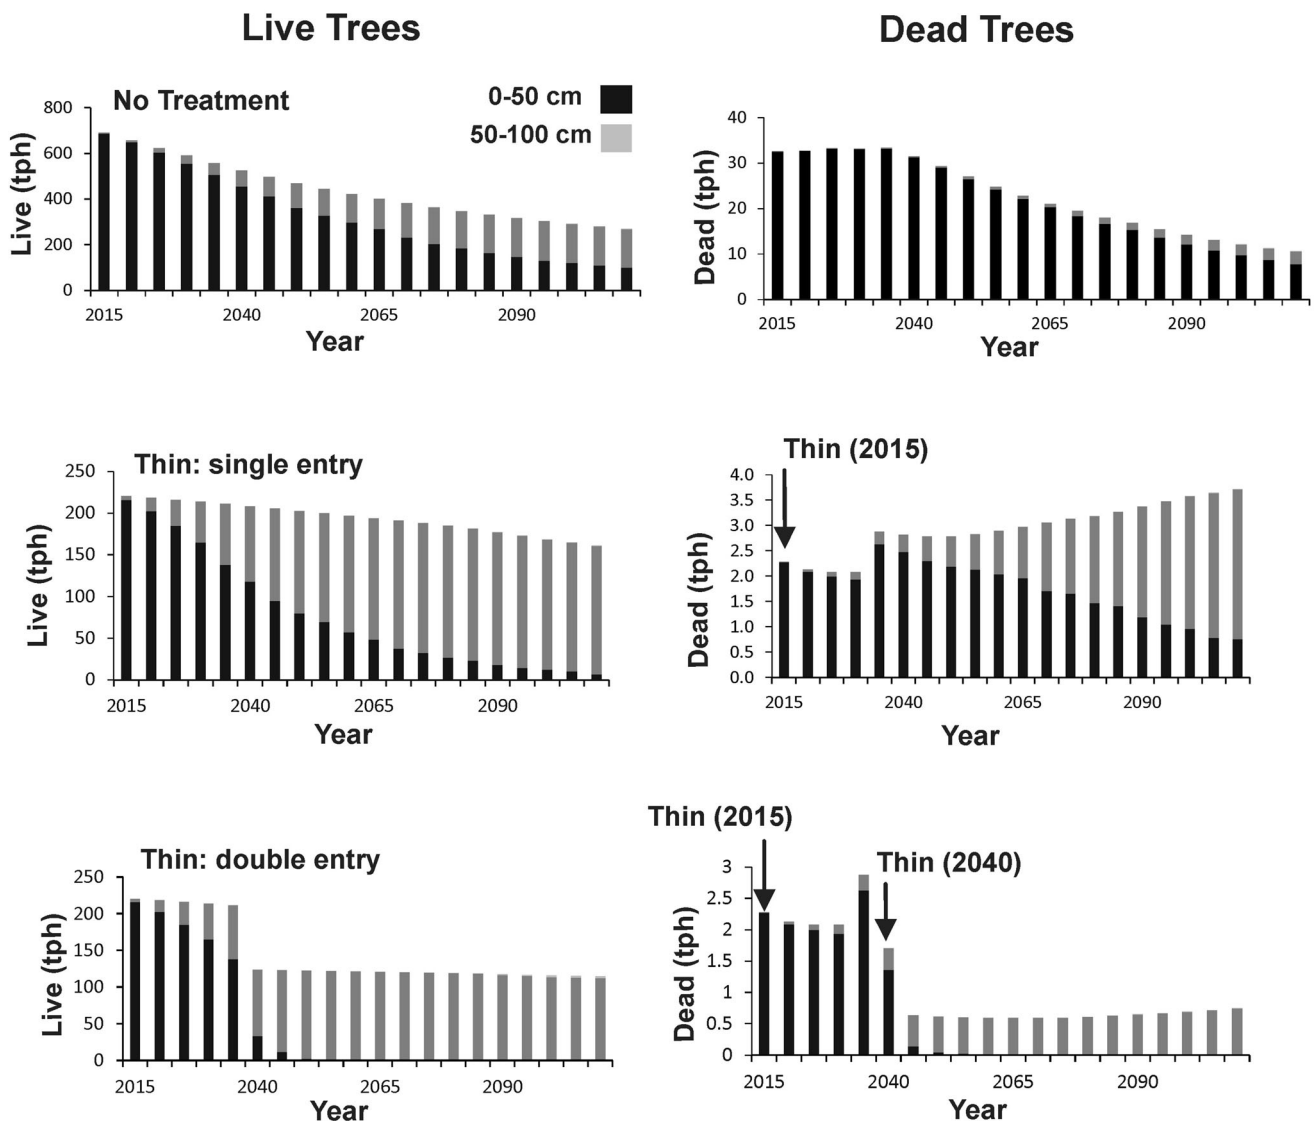 Live Trees
Dead Trees
No Treatment
0-50 cm
50-100 cm
Live (tph)
800
600
400
200
0
2015
2040
2065
2090
Year
Dead (tph)
40
30
20
10
0
2015
2040
2065
2090
Year
Thin: single entry
Live (tph)
250
200
150
100
50
0
2015
2040
2065
2090
Year
Thin (2015)
Dead (tph)
4.0
3.5
3.0
2.5
2.0
1.5
1.0
0.5
0.0
2015
2040
2065
2090
Year
Thin: double entry
Live (tph)
250
200
150
100
50
0
2015
2040
2065
2090
Year
Thin (2015)
Thin (2040)
Dead (tph)
3
2.5
2
1.5
1
0.5
0
2015
2040
2065
2090
Year